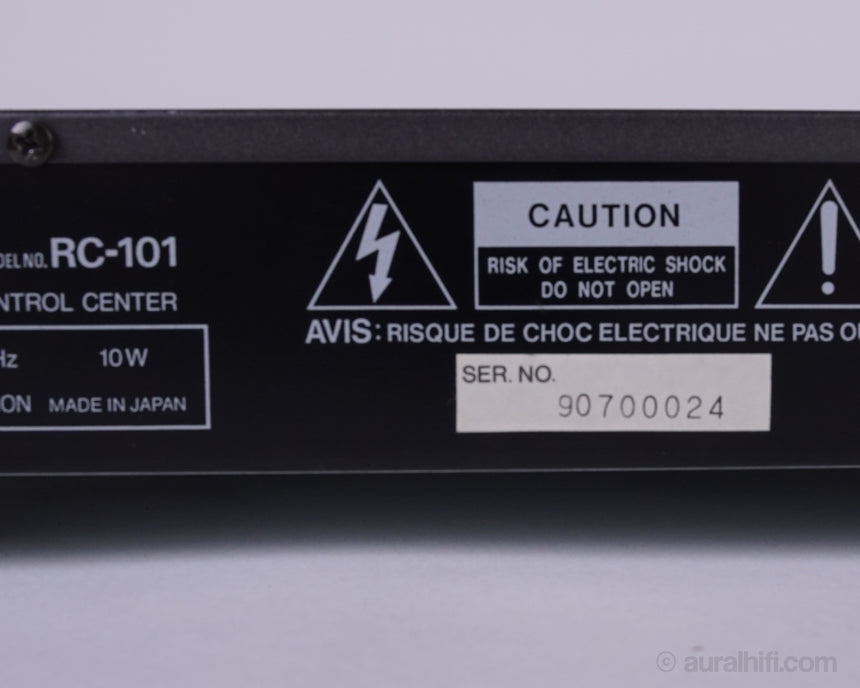 DEL NO. RC-101
NTROL CENTER
Hz 10W
ON MADE IN JAPAN
CAUTION
RISK OF ELECTRIC SHOCK
DO NOT OPEN
AVIS: RISQUE DE CHOC ELECTRIQUE NE PAS OU
SER. NO.
90700024
© auralhifi.com